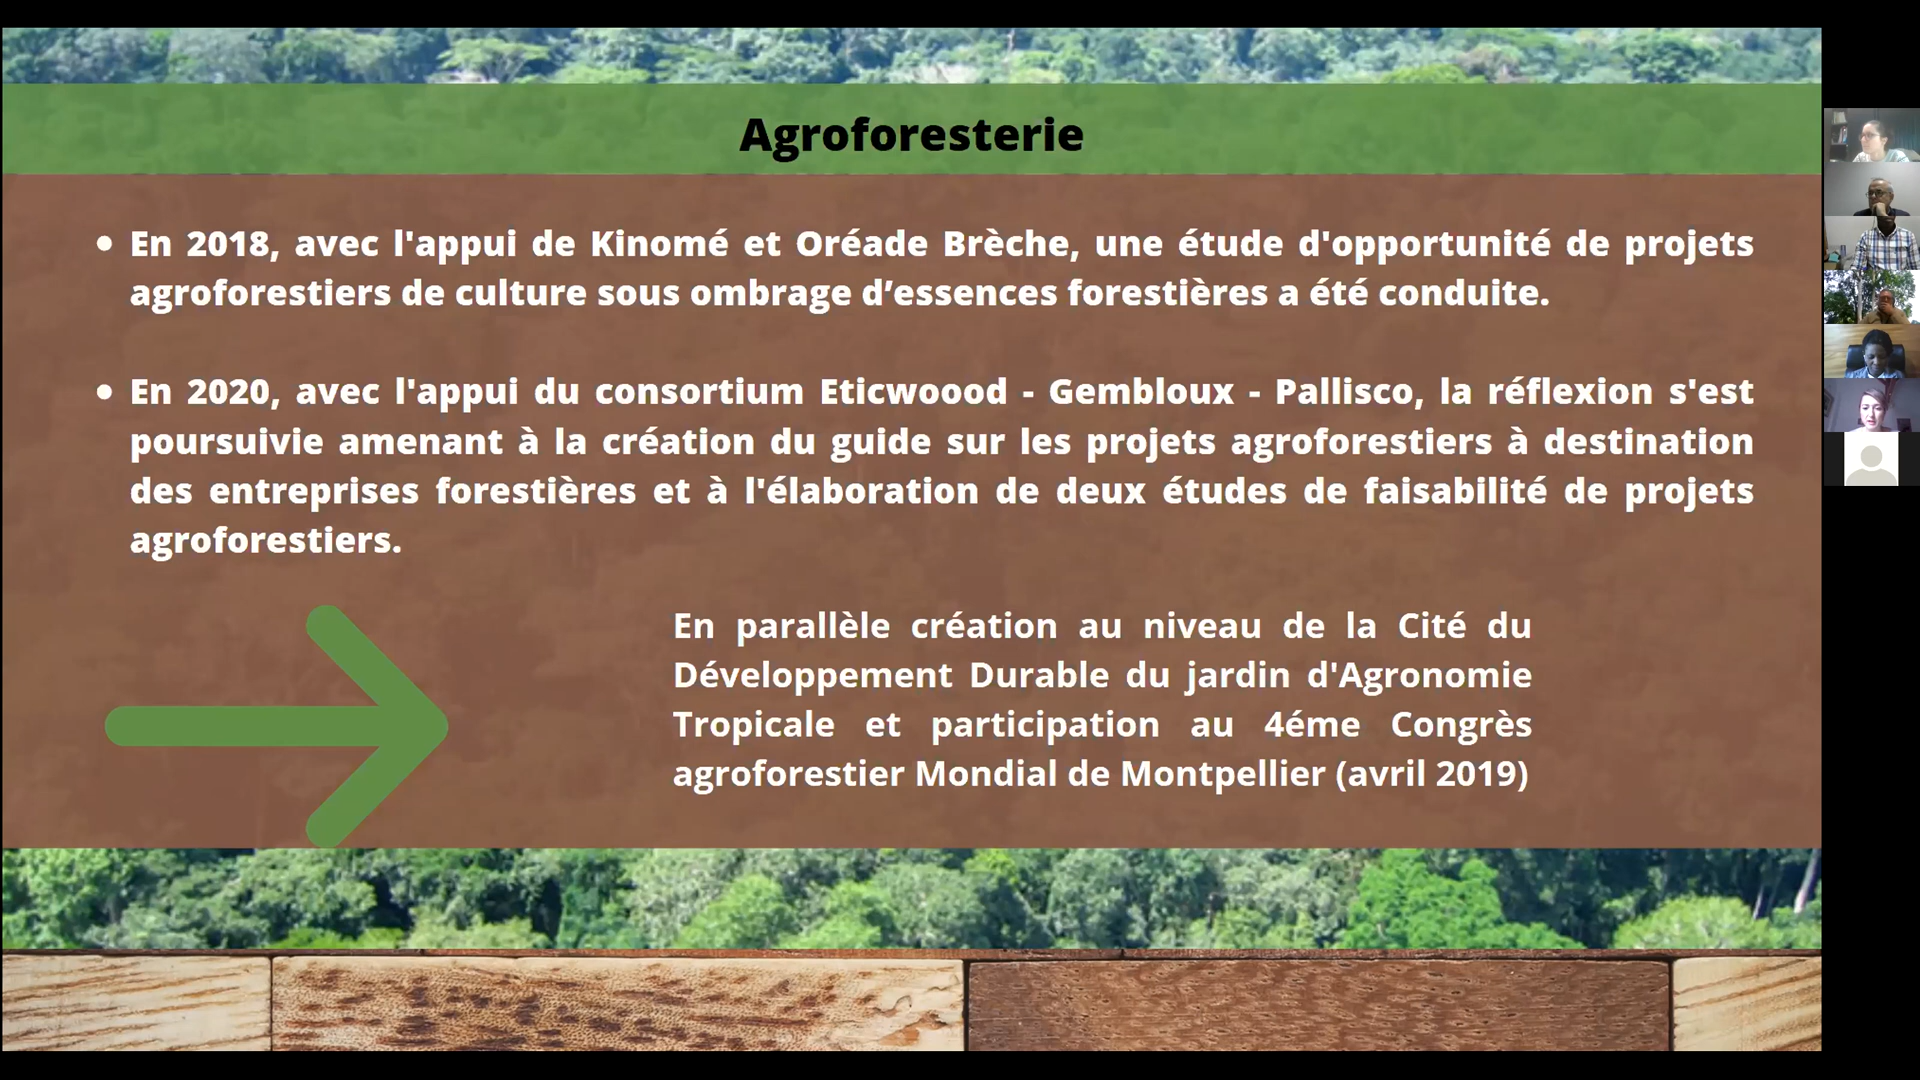 Agroforesterie
• En 2018, avec l'appui de Kinomé et Oréade Brèche, une étude d'opportunité de projets
agroforestiers de culture sous ombrage d’essences forestières a été conduite.
• En 2020, avec l'appui du consortium Eticwoood - Gembloux - Pallisco, la réflexion s'est
poursuivie amenant à la création du guide sur les projets agroforestiers à destination
des entreprises forestières et à l'élaboration de deux études de faisabilité de projets
agroforestiers.
En parallèle création au niveau de la Cité du
Développement Durable du jardin d'Agronomie
Tropicale et participation au 4éme Congrès
agroforestier Mondial de Montpellier (avril 2019)